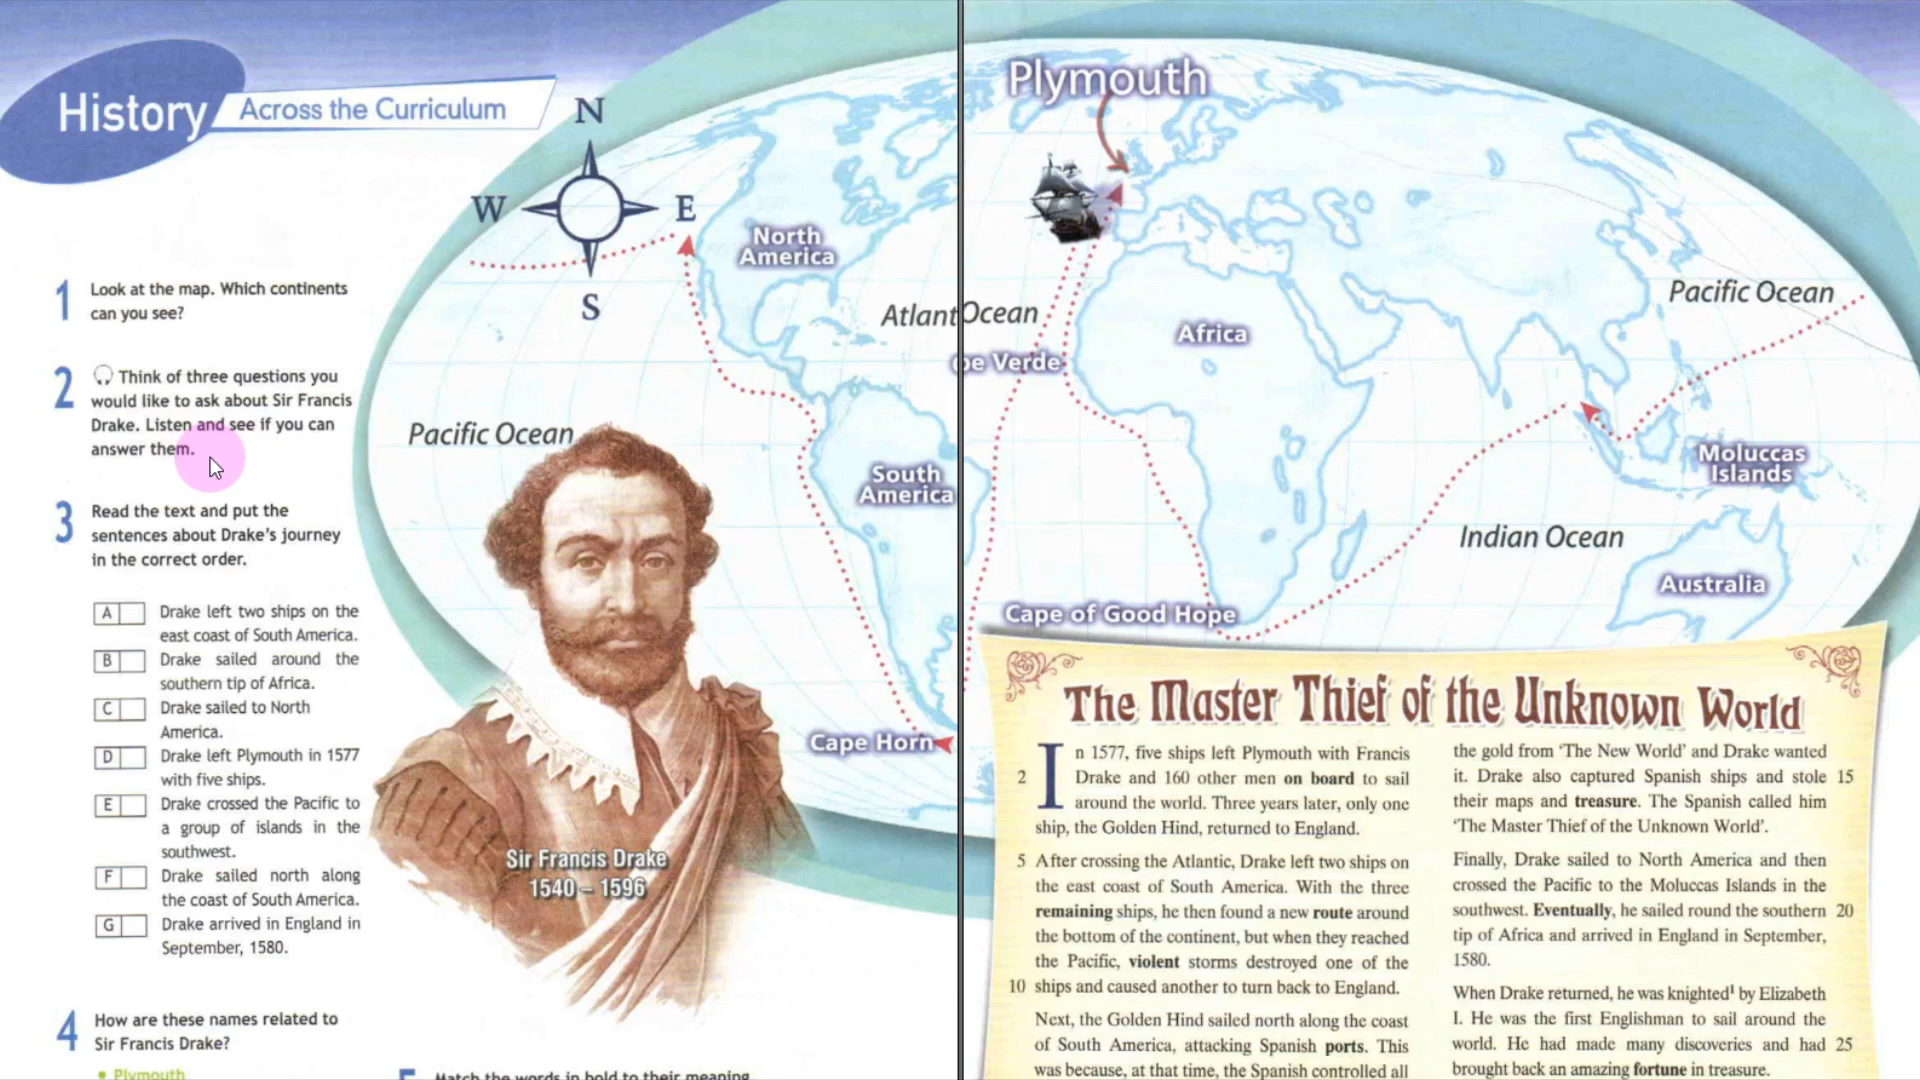 History
Across the Curriculum
N
W
E
S
1
Look at the map. Which continents
can you see?
2
Think of three questions you
would like to ask about Sir Francis
Drake. Listen and see if you can
answer them.
3
Read the text and put the
sentences about Drake's journey
in the correct order.
A
Drake left two ships on the
east coast of South America.
B
Drake sailed around the
southern tip of Africa.
C
Drake sailed to North
America.
D
Drake left Plymouth in 1577
with five ships.
E
Drake crossed the Pacific to
a group of islands in the
southwest.
F
Drake sailed north along
the coast of South America.
G
Drake arrived in England in
September, 1580.
4
How are these names related to
Sir Francis Drake?
• Plymouth
5
Match the words in bold to their meaning
North
America
Pacific Ocean
South
America
Cape Horn
Sir Francis Drake
1540 – 1596
Plymouth
Atlant Ocean
pe Verde
Africa
Pacific Ocean
Moluccas
Islands
Indian Ocean
Australia
Cape of Good Hope
The Master Thief of the Unknown World
In 1577, five ships left Plymouth with Francis
2 Drake and 160 other men on board to sail
around the world. Three years later, only one
ship, the Golden Hind, returned to England.
5 After crossing the Atlantic, Drake left two ships on
the east coast of South America. With the three
remaining ships, he then found a new route around
the bottom of the continent, but when they reached
the Pacific, violent storms destroyed one of the
10 ships and caused another to turn back to England.
Next, the Golden Hind sailed north along the coast
of South America, attacking Spanish ports. This
was because, at that time, the Spanish controlled all
the gold from 'The New World' and Drake wanted
it. Drake also captured Spanish ships and stole 15
their maps and treasure. The Spanish called him
'The Master Thief of the Unknown World'.
Finally, Drake sailed to North America and then
crossed the Pacific to the Moluccas Islands in the
southwest. Eventually, he sailed round the southern 20
tip of Africa and arrived in England in September,
1580.
When Drake returned, he was knighted¹ by Elizabeth
I. He was the first Englishman to sail around the
world. He had made many discoveries and had 25
brought back an amazing fortune in treasure.